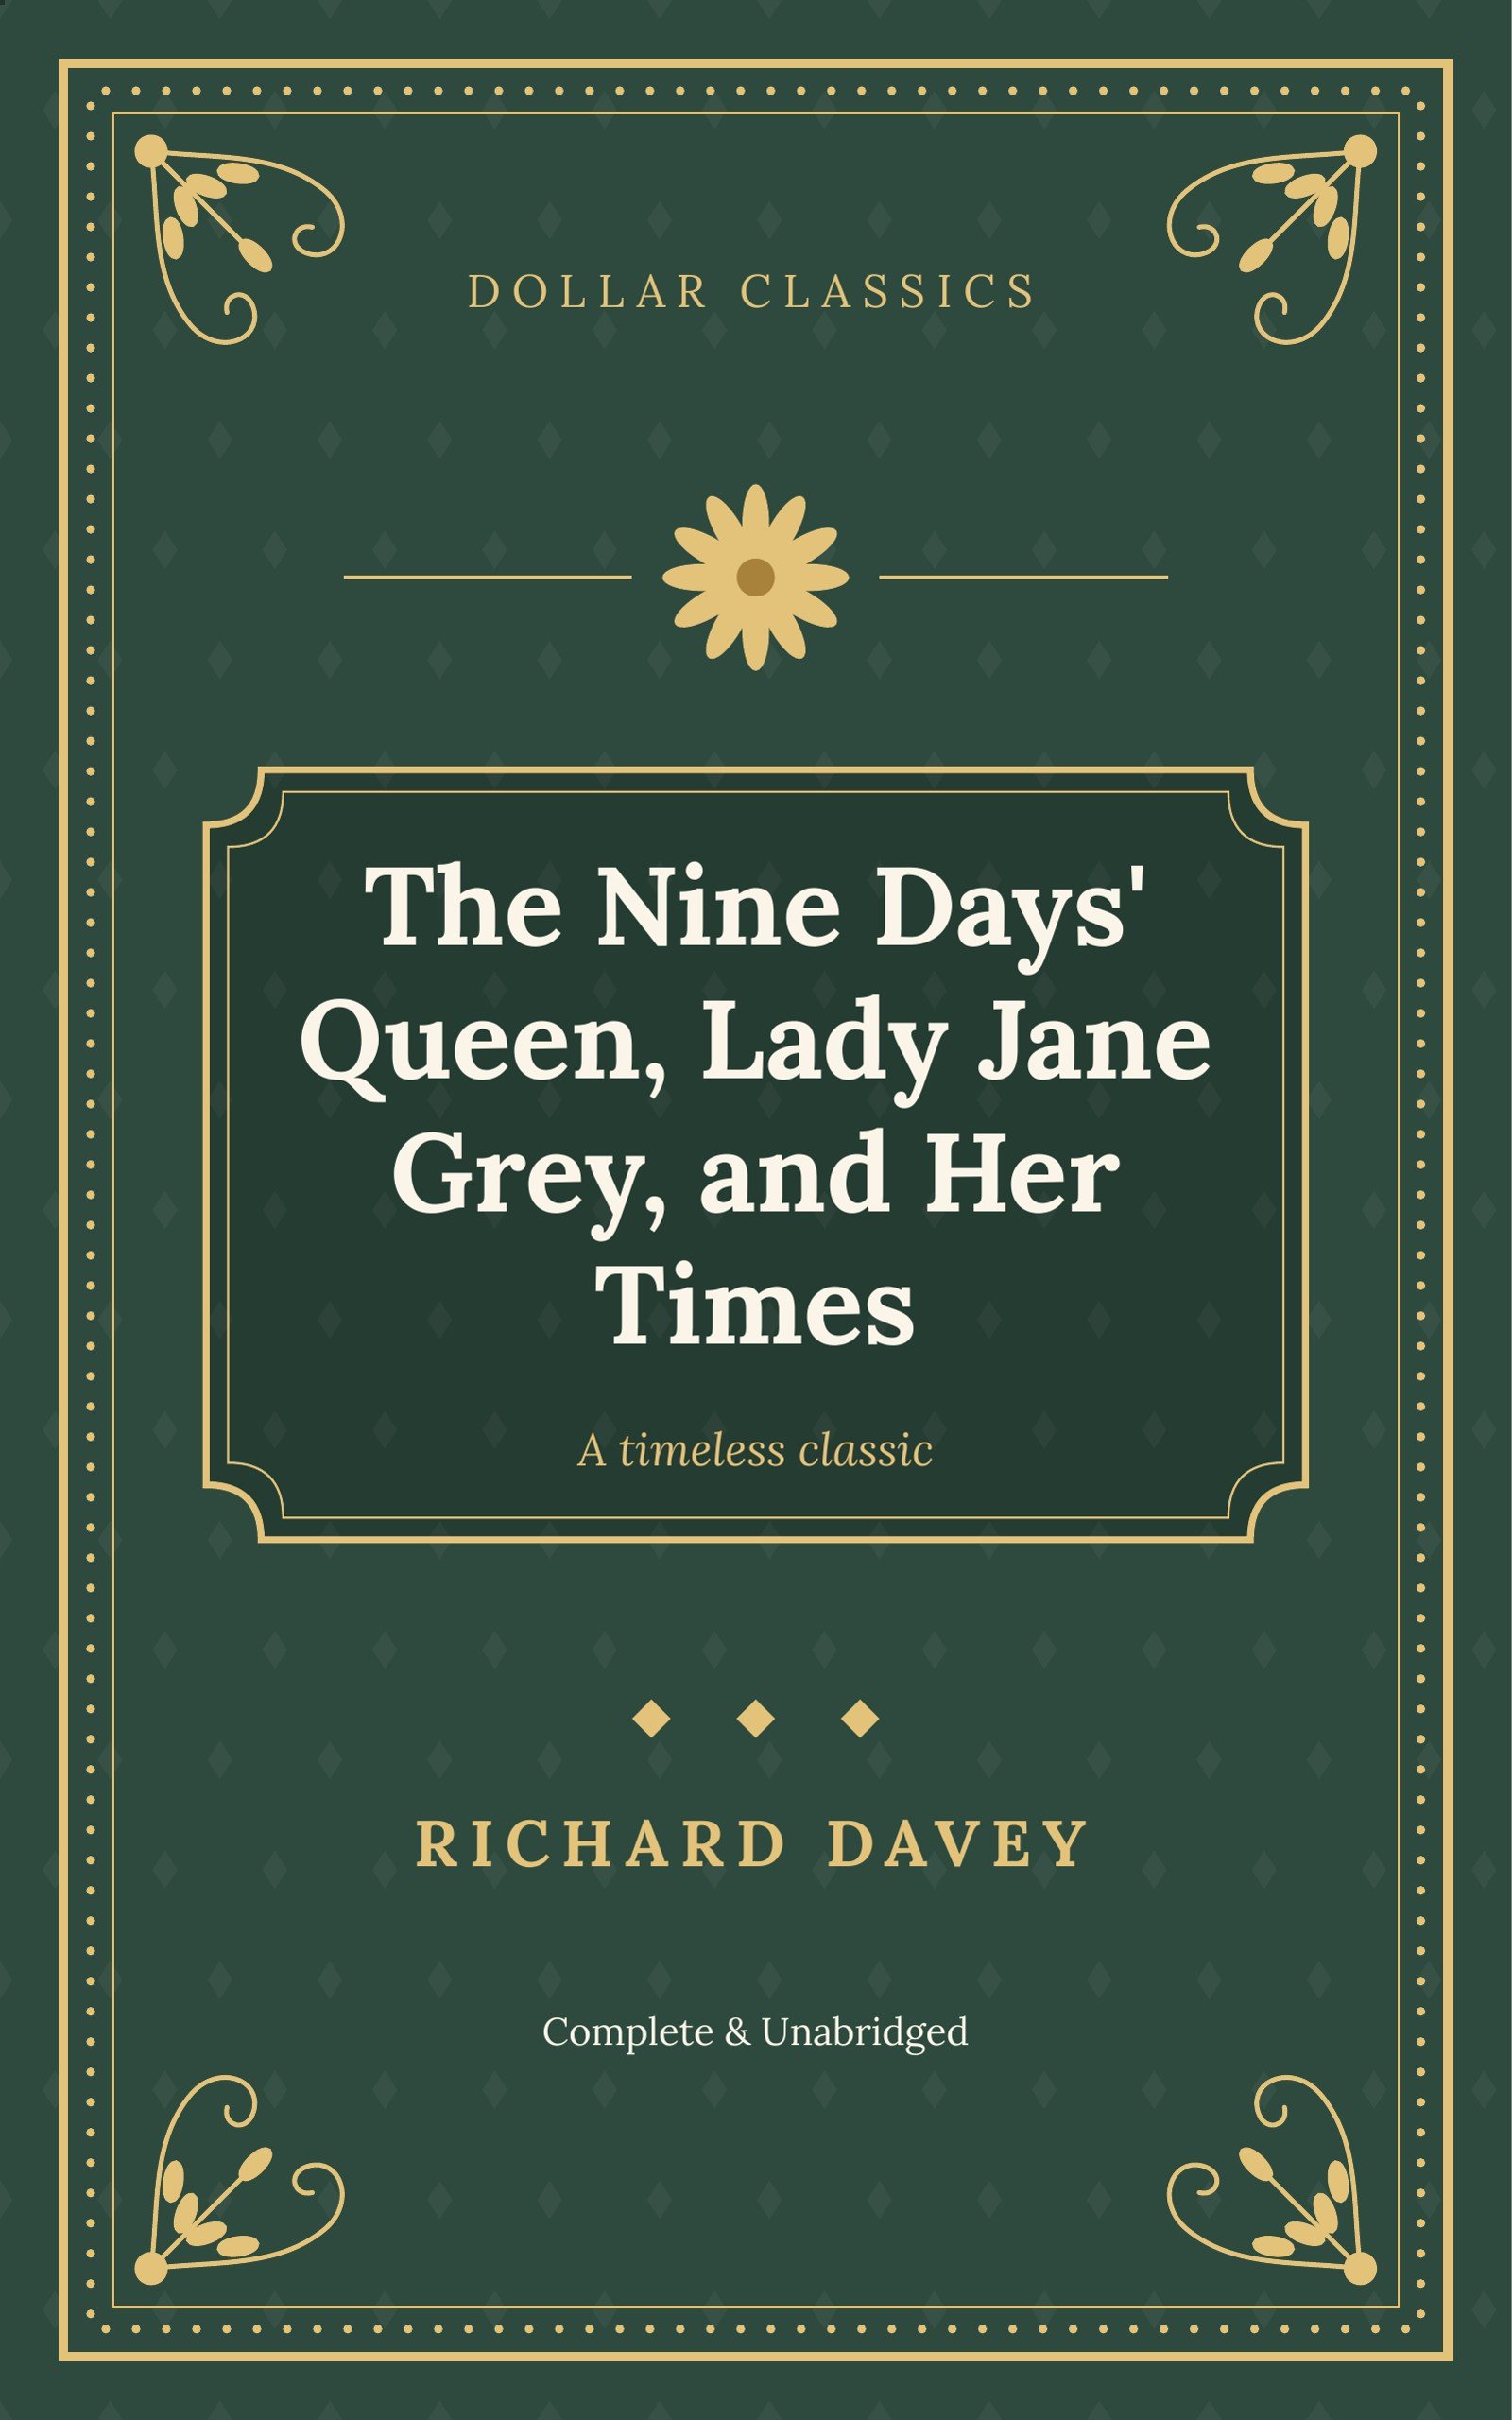 DOLLAR CLASSICS
The Nine Days'
Queen, Lady Jane
Grey, and Her
Times
A timeless classic
RICHARD DAVEY
Complete & Unabridged